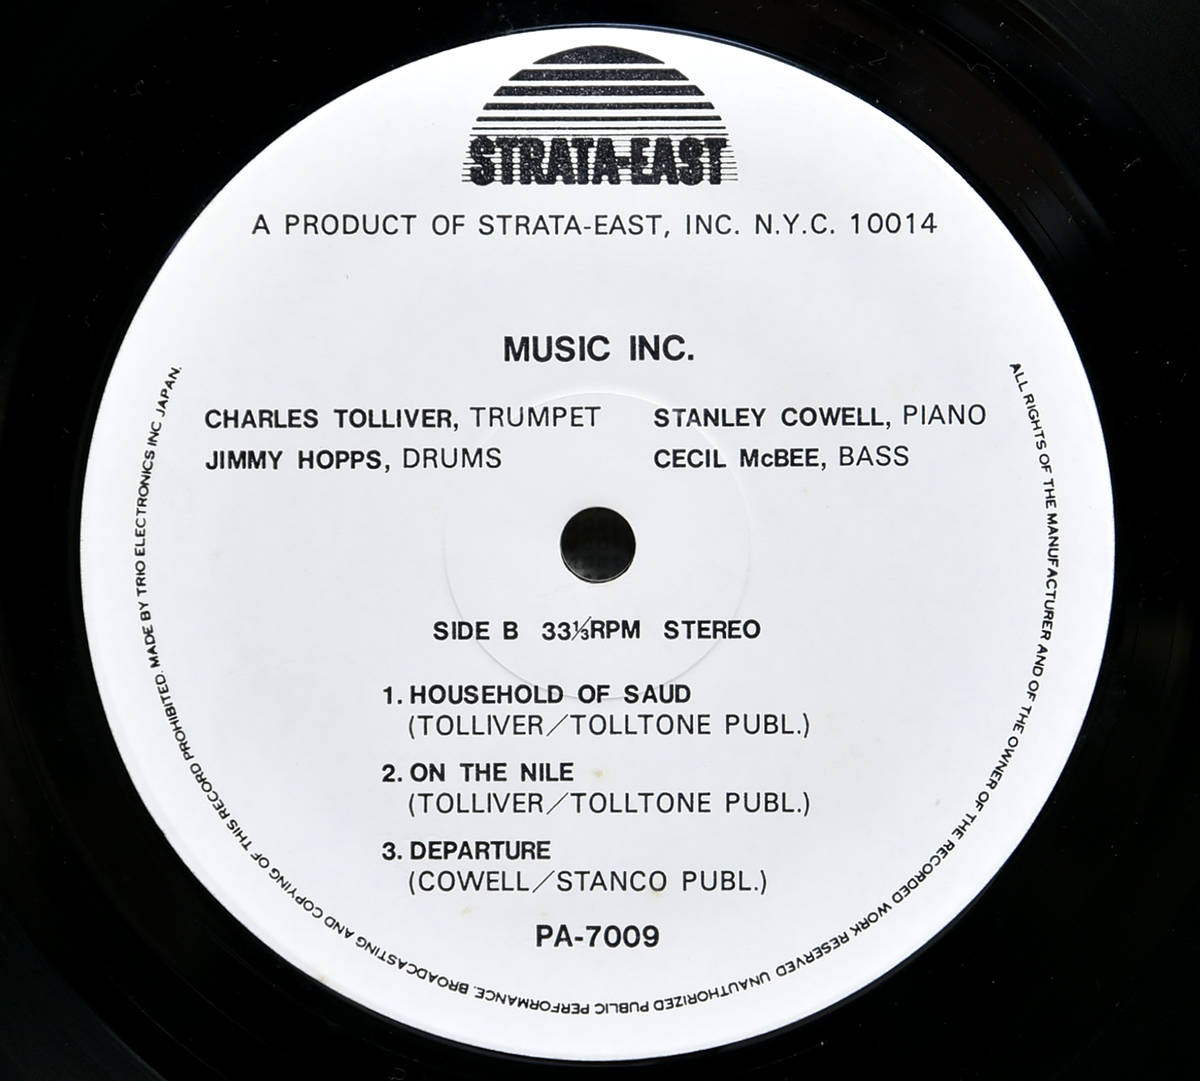 STRATA-EAST
A PRODUCT OF STRATA-EAST, INC. N.Y.C. 10014
MUSIC INC.
CHARLES TOLLIVER, TRUMPET STANLEY COWELL, PIANO
JIMMY HOPPS, DRUMS CECIL McBEE, BASS
SIDE B 33⅓RPM STEREO
1. HOUSEHOLD OF SAUD
(TOLLIVER/TOLLTONE PUBL.)
2. ON THE NILE
(TOLLIVER/TOLLTONE PUBL.)
3. DEPARTURE
(COWELL/STANCO PUBL.)
PA-7009
ALL RIGHTS OF THE MANUFACTURER AND OF THE OWNER OF THE RECORDED WORK RESERVED UNAUTHORIZED PUBLIC PERFORMANCE. BROADCASTING AND COPYING OF THIS RECORD PROHIBITED. MADE BY TRIO ELECTRONICS INC JAPAN.